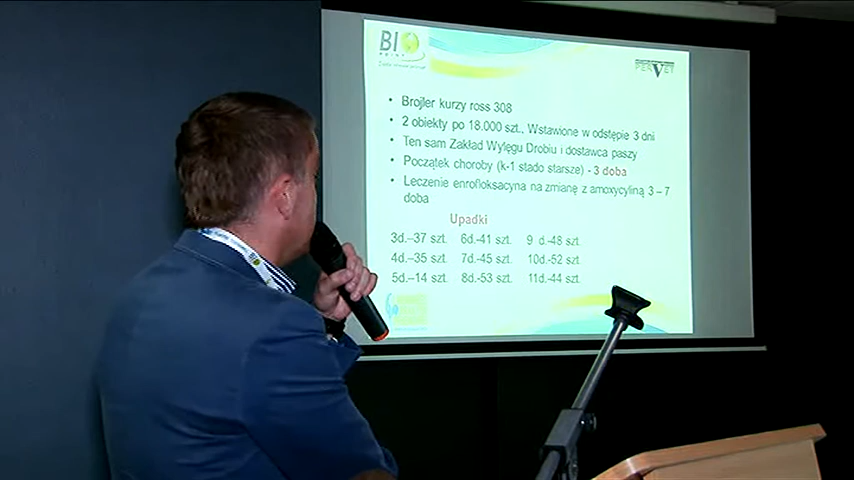 BIO
POINT
PERVET
• Brojler kurzy ross 308
• 2 obiekty po 18.000 szt., Wstawione w odstępie 3 dni
• Ten sam Zakład Wylęgu Drobiu i dostawca paszy
• Początek choroby (k-1 stado starsze) - 3 doba
• Leczenie enrofloksacyna na zmianę z amoxycyliną 3 – 7
doba
Upadki
3d.–37 szt. 6d.-41 szt. 9 d.-48 szt.
4d.–35 szt. 7d.-45 szt. 10d.-52 szt.
5d.-14 szt. 8d.-53 szt. 11d.-44 szt.